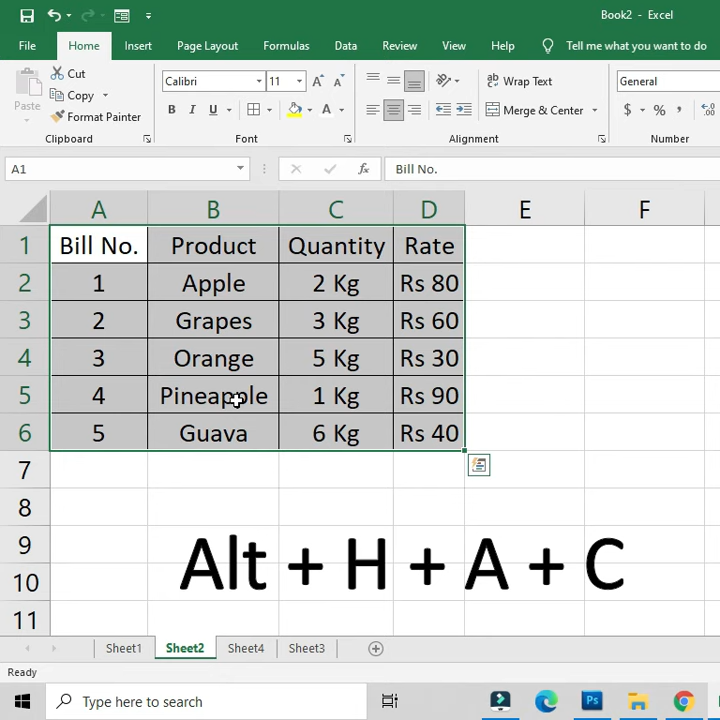 Book2 - Excel
File Home Insert Page Layout Formulas Data Review View Help Tell me what you want to do
Paste
Cut
Copy
Format Painter
Calibri 11
B I U A
Wrap Text
Merge & Center
General
$ % ,
Clipboard Font Alignment Number
A1 fx Bill No.
A B C D E F
1 Bill No. Product Quantity Rate
2 1 Apple 2 Kg Rs 80
3 2 Grapes 3 Kg Rs 60
4 3 Orange 5 Kg Rs 30
5 4 Pineapple 1 Kg Rs 90
6 5 Guava 6 Kg Rs 40
7
8
9
Alt + H + A + C
10
11
Sheet1 Sheet2 Sheet4 Sheet3
Ready
Type here to search
Ps